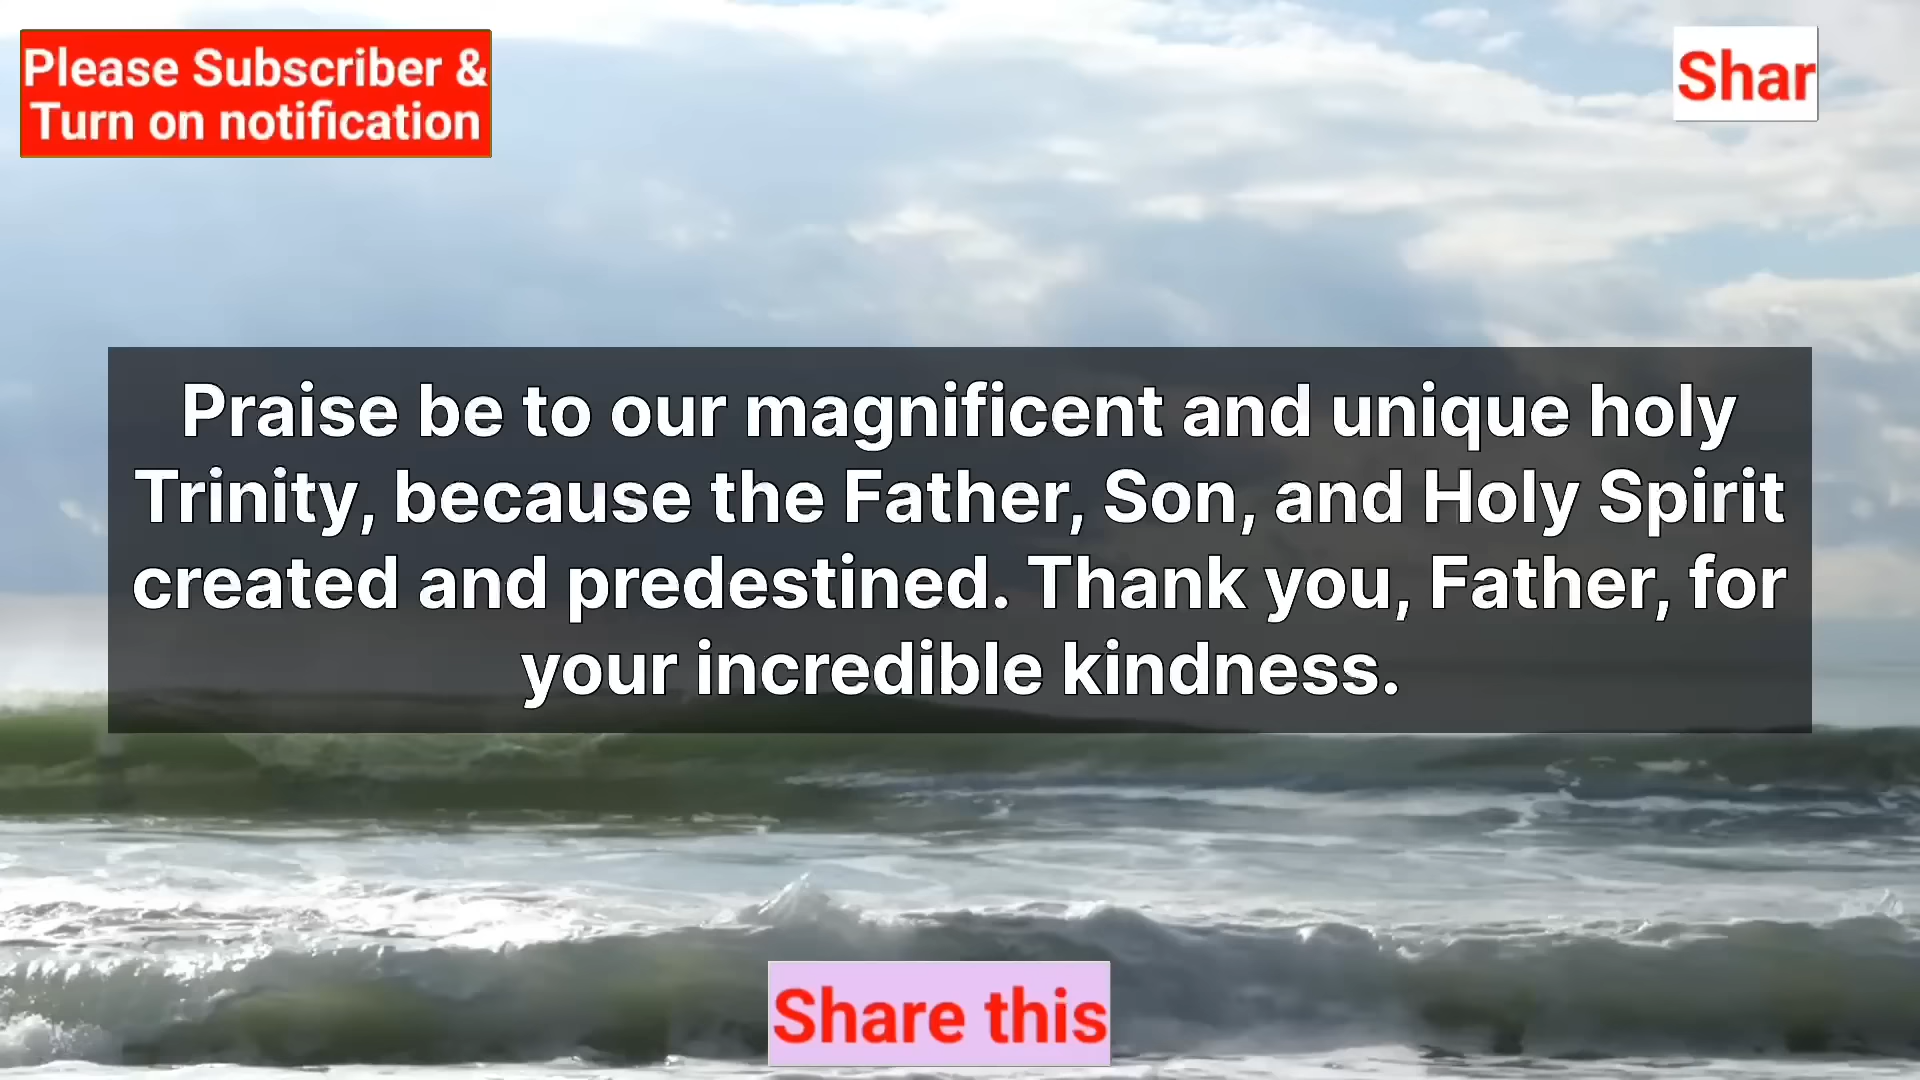 Please Subscriber &
Turn on notification
Shar
Praise be to our magnificent and unique holy
Trinity, because the Father, Son, and Holy Spirit
created and predestined. Thank you, Father, for
your incredible kindness.
Share this